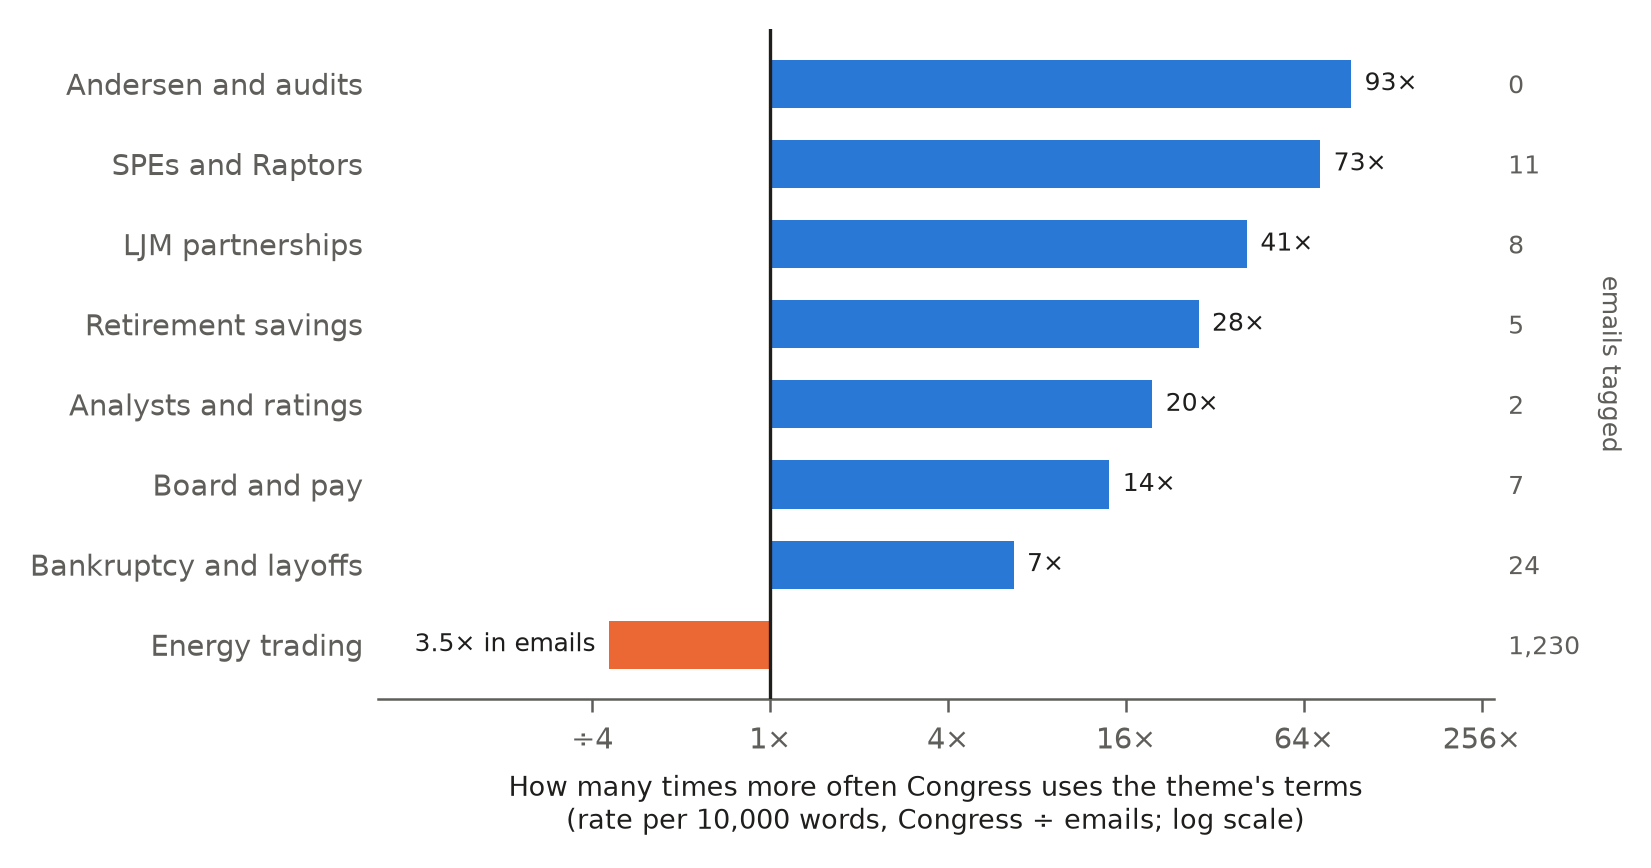 Andersen and audits 93× 0
SPEs and Raptors 73× 11
LJM partnerships 41× 8
Retirement savings 28× 5
Analysts and ratings 20× 2
Board and pay 14× 7
Bankruptcy and layoffs 7× 24
Energy trading 3.5× in emails 1,230
emails tagged
÷4 1× 4× 16× 64× 256×
How many times more often Congress uses the theme's terms
(rate per 10,000 words, Congress ÷ emails; log scale)